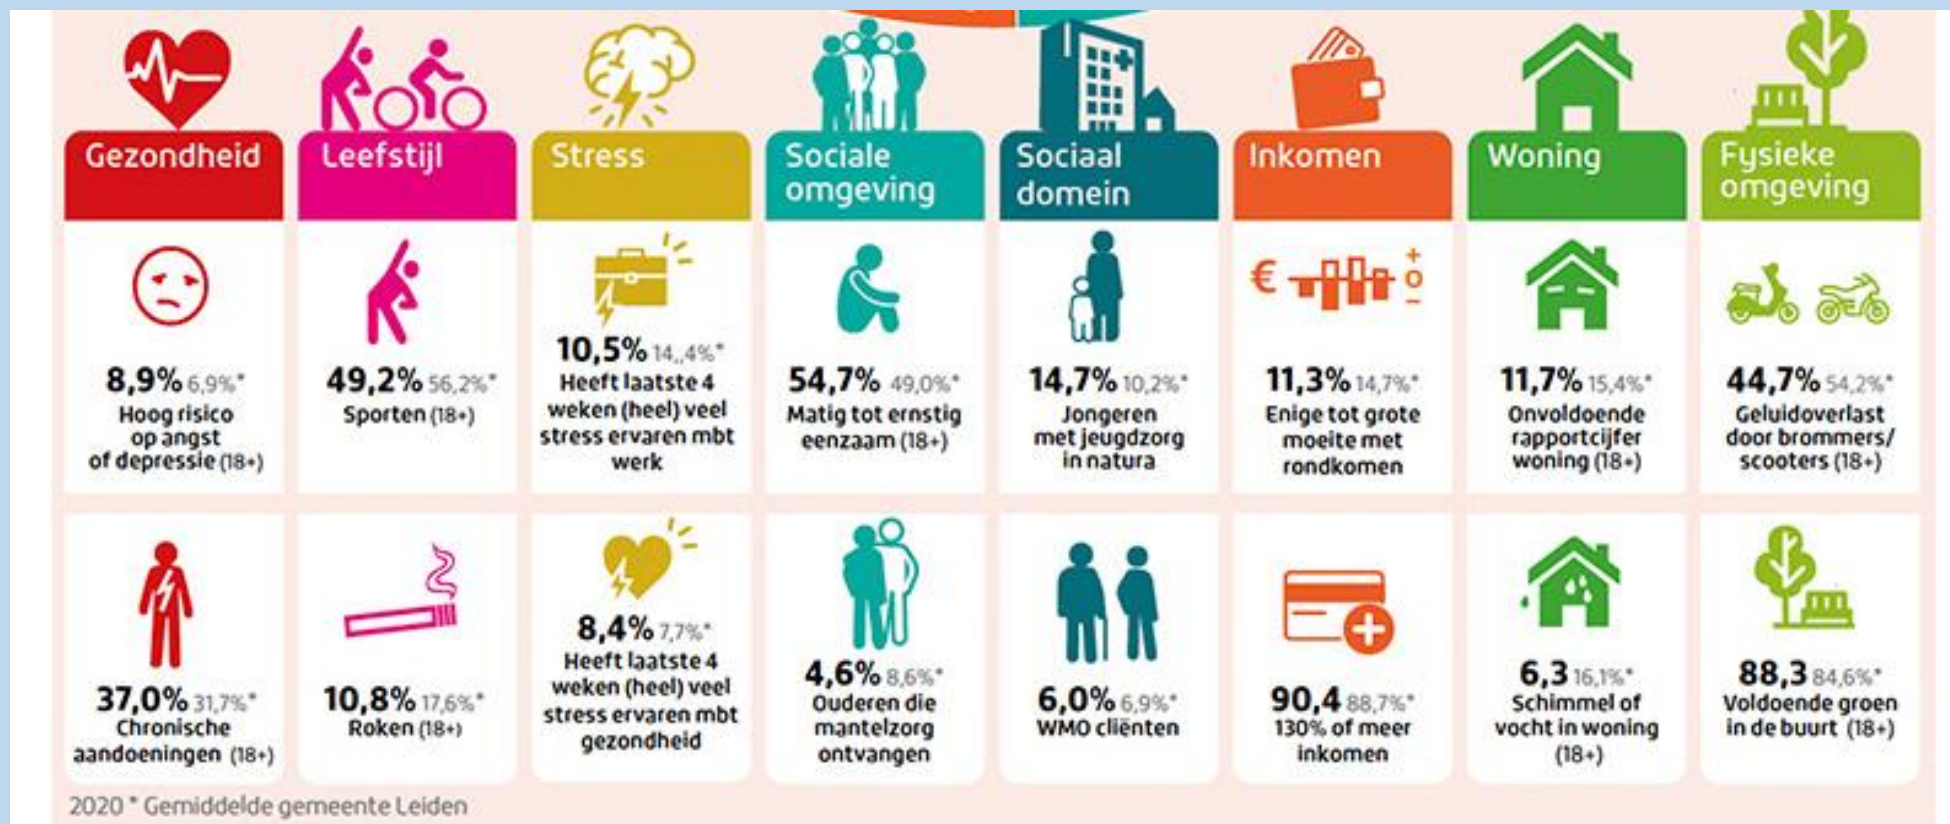 Gezondheid
8,9% 6,9%*
Hoog risico
op angst
of depressie (18+)
37,0% 31,7%*
Chronische
aandoeningen (18+)
Leefstijl
49,2% 56,2%*
Sporten (18+)
10,8% 17,6%*
Roken (18+)
Stress
10,5% 14,,4%*
Heeft laatste 4
weken (heel) veel
stress ervaren mbt
werk
8,4% 7,7%*
Heeft laatste 4
weken (heel) veel
stress ervaren mbt
gezondheid
Sociale
omgeving
54,7% 49,0%*
Matig tot ernstig
eenzaam (18+)
4,6% 8,6%*
Ouderen die
mantelzorg
ontvangen
Sociaal
domein
14,7% 10,2%*
Jongeren
met jeugdzorg
in natura
6,0% 6,9%*
WMO cliënten
Inkomen
€ + 0 −
11,3% 14,7%*
Enige tot grote
moeite met
rondkomen
90,4 88,7%*
130% of meer
inkomen
Woning
11,7% 15,4%*
Onvoldoende
rapportcijfer
woning (18+)
6,3 16,1%*
Schimmel of
vocht in woning
(18+)
Fysieke
omgeving
44,7% 54,2%*
Geluidoverlast
door brommers/
scooters (18+)
88,3 84,6%*
Voldoende groen
in de buurt (18+)
2020 * Gemiddelde gemeente Leiden